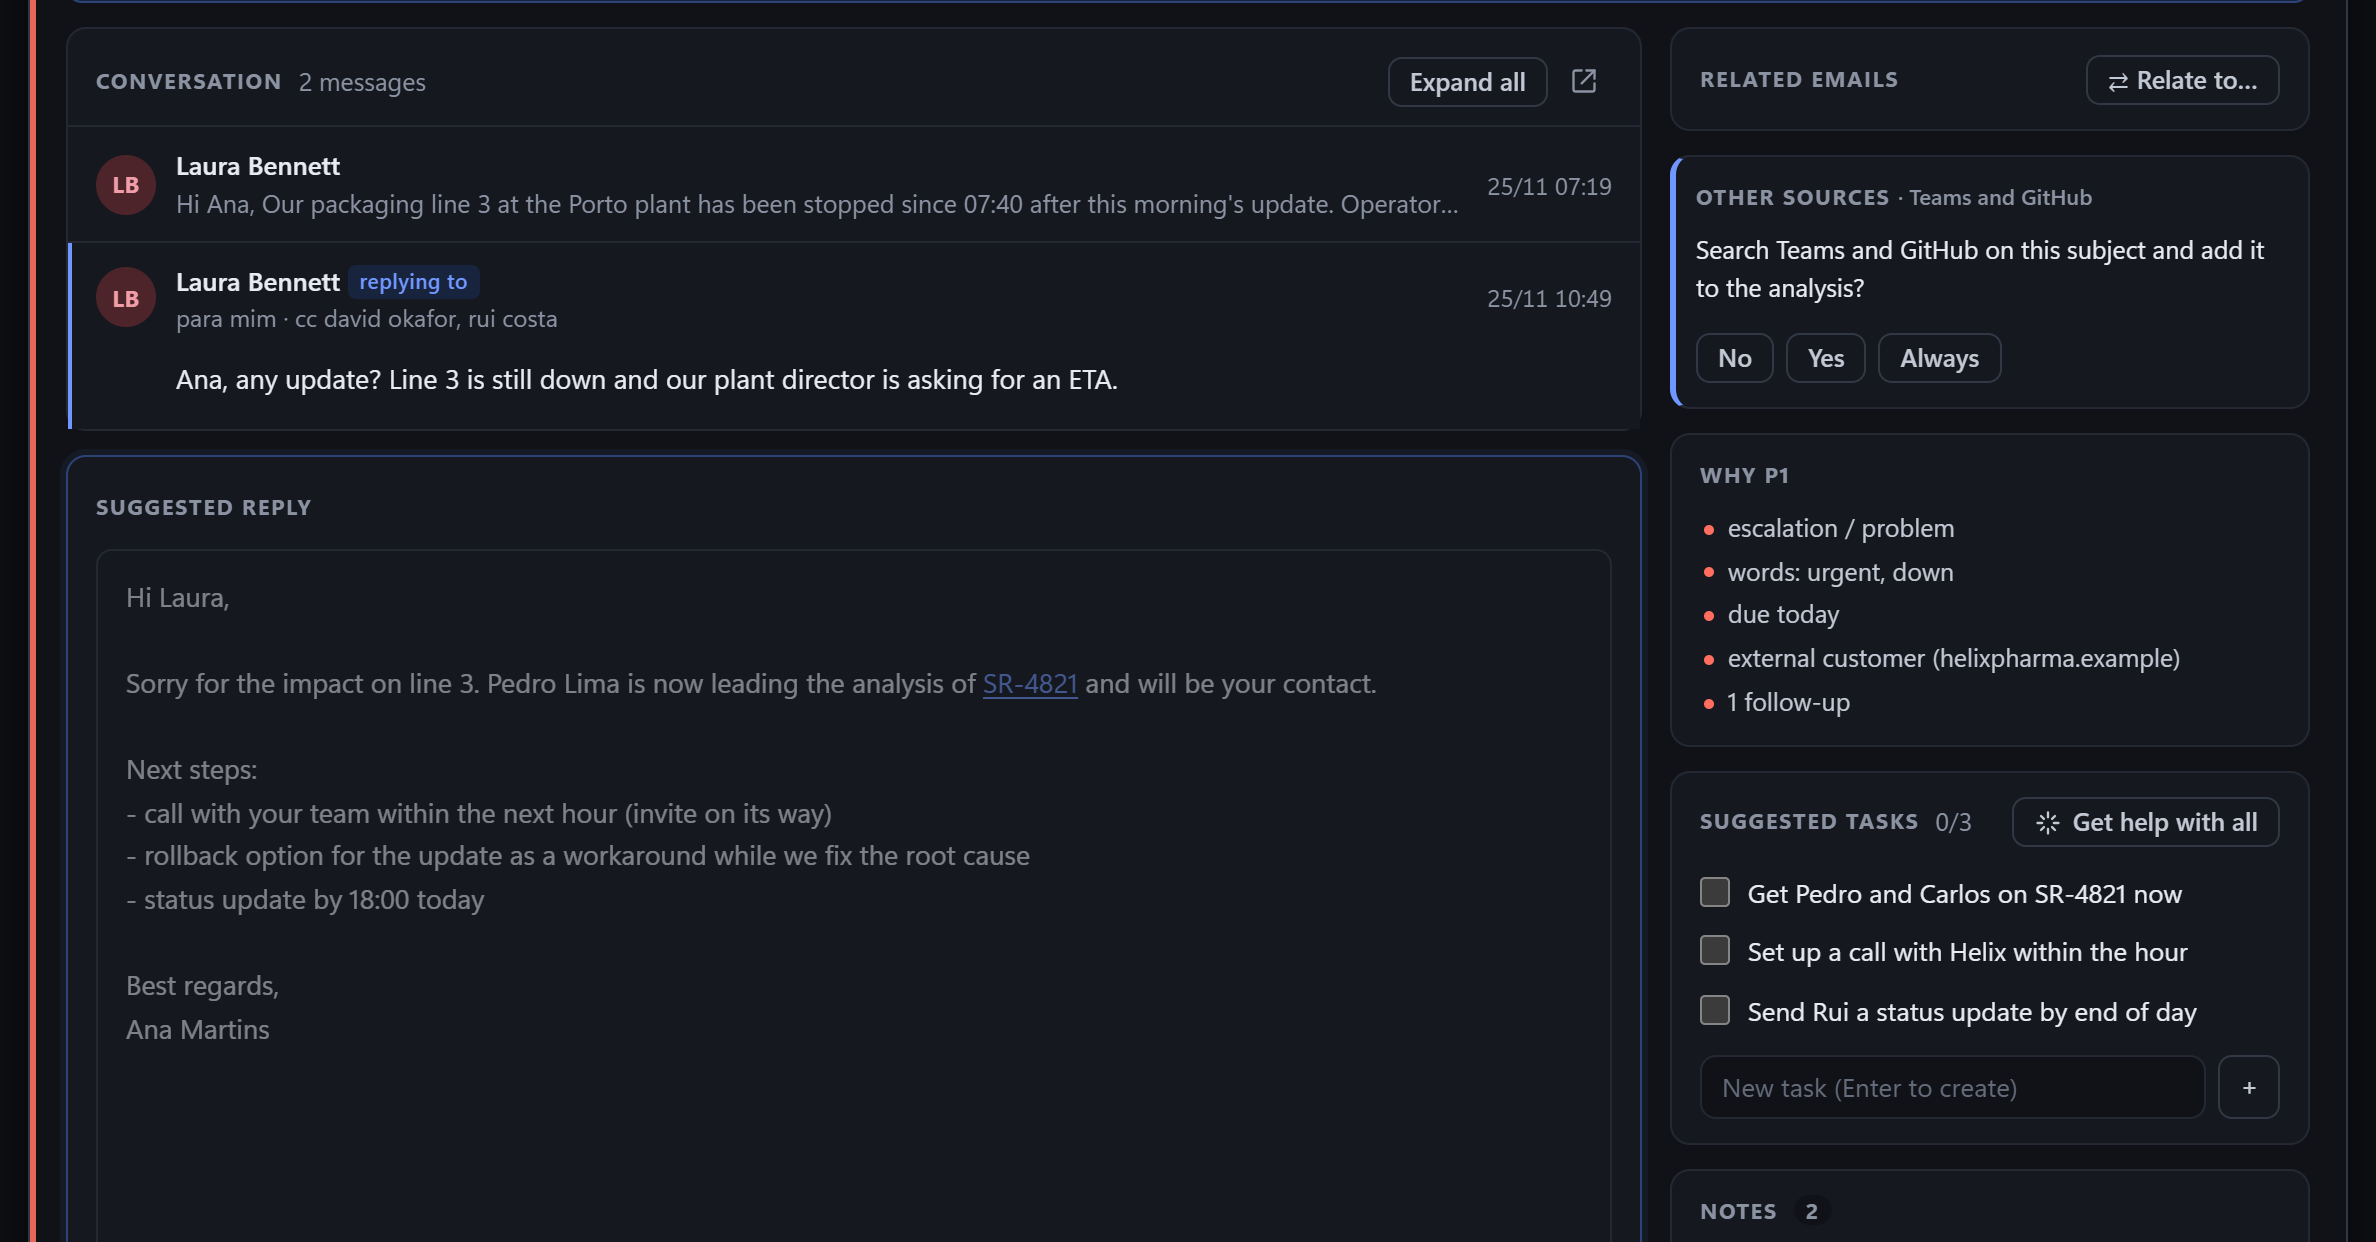 CONVERSATION 2 messages
Expand all
Laura Bennett
LB
Hi Ana, Our packaging line 3 at the Porto plant has been stopped since 07:40 after this morning's update. Operator...
25/11 07:19
Laura Bennett replying to
LB
para mim · cc david okafor, rui costa
25/11 10:49
Ana, any update? Line 3 is still down and our plant director is asking for an ETA.
SUGGESTED REPLY
Hi Laura,
Sorry for the impact on line 3. Pedro Lima is now leading the analysis of SR-4821 and will be your contact.
Next steps:
- call with your team within the next hour (invite on its way)
- rollback option for the update as a workaround while we fix the root cause
- status update by 18:00 today
Best regards,
Ana Martins
RELATED EMAILS
⇄ Relate to...
OTHER SOURCES · Teams and GitHub
Search Teams and GitHub on this subject and add it
to the analysis?
No
Yes
Always
WHY P1
• escalation / problem
• words: urgent, down
• due today
• external customer (helixpharma.example)
• 1 follow-up
SUGGESTED TASKS 0/3
Get help with all
Get Pedro and Carlos on SR-4821 now
Set up a call with Helix within the hour
Send Rui a status update by end of day
New task (Enter to create)
+
NOTES 2